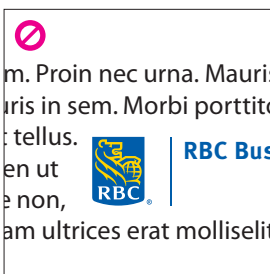 m. Proin nec urna. Mauris
uris in sem. Morbi porttito
tellus.
en ut
RBC Bus
RBC®
e non,
am ultrices erat molliselit